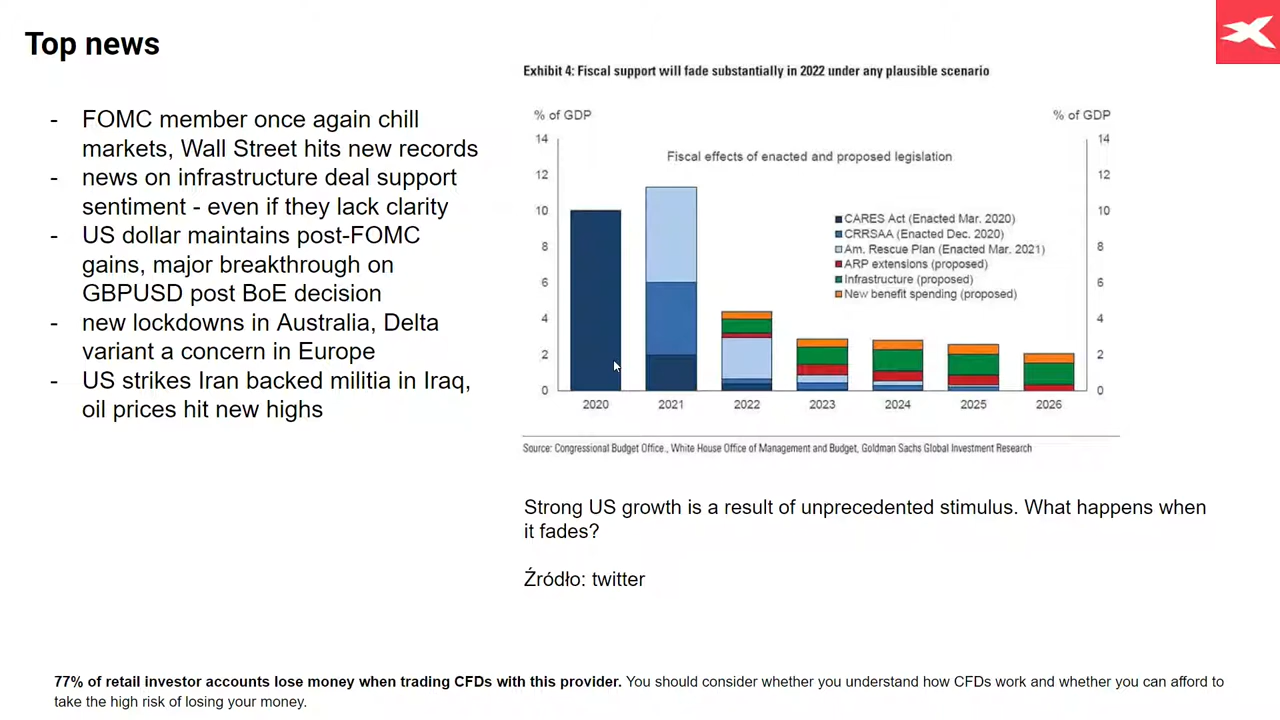 Top news
- FOMC member once again chill
markets, Wall Street hits new records
- news on infrastructure deal support
sentiment - even if they lack clarity
- US dollar maintains post-FOMC
gains, major breakthrough on
GBPUSD post BoE decision
- new lockdowns in Australia, Delta
variant a concern in Europe
- US strikes Iran backed militia in Iraq,
oil prices hit new highs
Exhibit 4: Fiscal support will fade substantially in 2022 under any plausible scenario
% of GDP
% of GDP
Fiscal effects of enacted and proposed legislation
14
12
10
8
6
4
2
0
CARES Act (Enacted Mar. 2020)
CRRSAA (Enacted Dec. 2020)
Am. Rescue Plan (Enacted Mar. 2021)
ARP extensions (proposed)
Infrastructure (proposed)
New benefit spending (proposed)
14
12
10
8
6
4
2
0
2020 2021 2022 2023 2024 2025 2026
Source: Congressional Budget Office., White House Office of Management and Budget, Goldman Sachs Global Investment Research
Strong US growth is a result of unprecedented stimulus. What happens when
it fades?
Źródło: twitter
77% of retail investor accounts lose money when trading CFDs with this provider. You should consider whether you understand how CFDs work and whether you can afford to
take the high risk of losing your money.